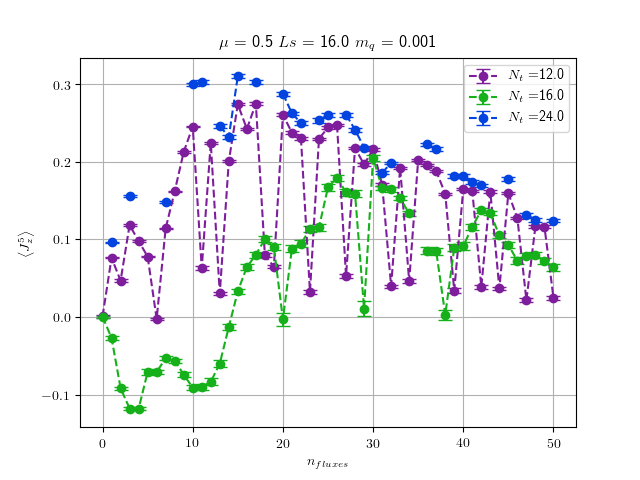 μ = 0.5 Ls = 16.0 m_q = 0.001
N_t =12.0
N_t =16.0
N_t =24.0
0.3
0.2
0.1
0.0
−0.1
⟨J_z^5⟩
0 10 20 30 40 50
n_fluxes